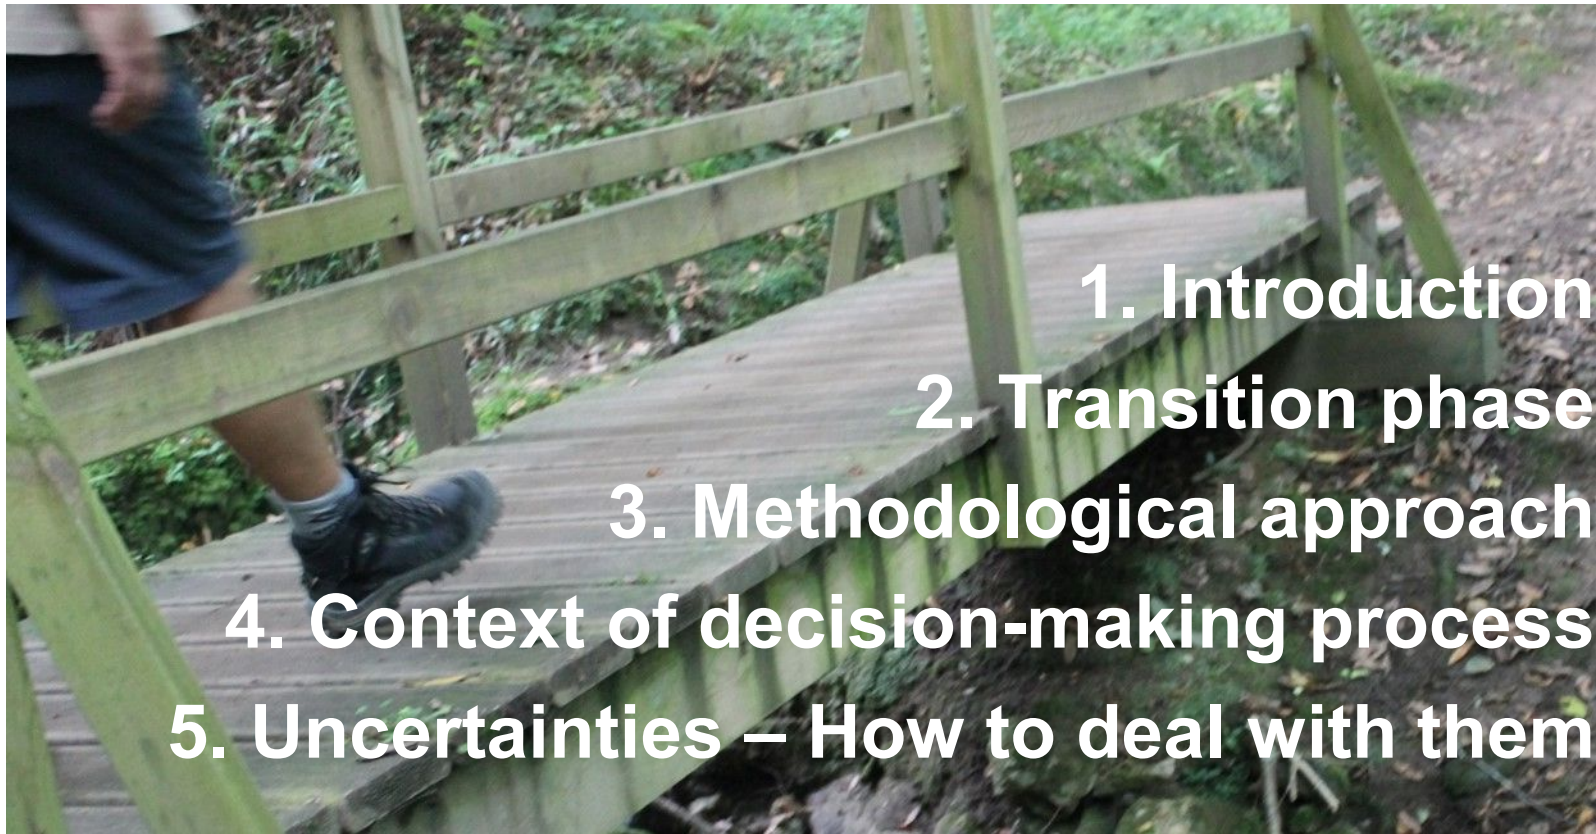 1. Introduction
2. Transition phase
3. Methodological approach
4. Context of decision-making process
5. Uncertainties – How to deal with them